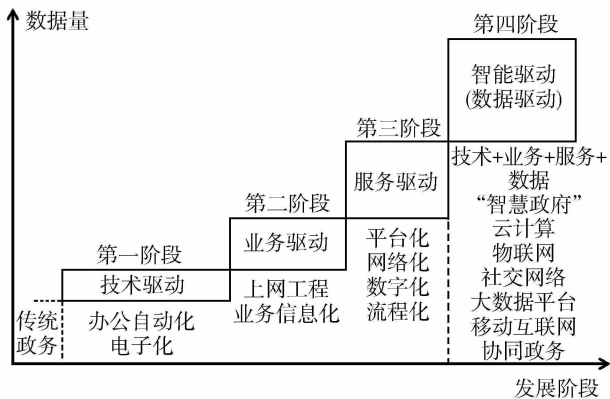 数据量
第四阶段
智能驱动
(数据驱动)
第三阶段
服务驱动
技术+业务+服务+
数据
“智慧政府”
云计算
物联网
社交网络
大数据平台
移动互联网
协同政务
第二阶段
业务驱动
平台化
网络化
数字化
流程化
第一阶段
技术驱动
上网工程
业务信息化
传统
政务
办公自动化
电子化
发展阶段